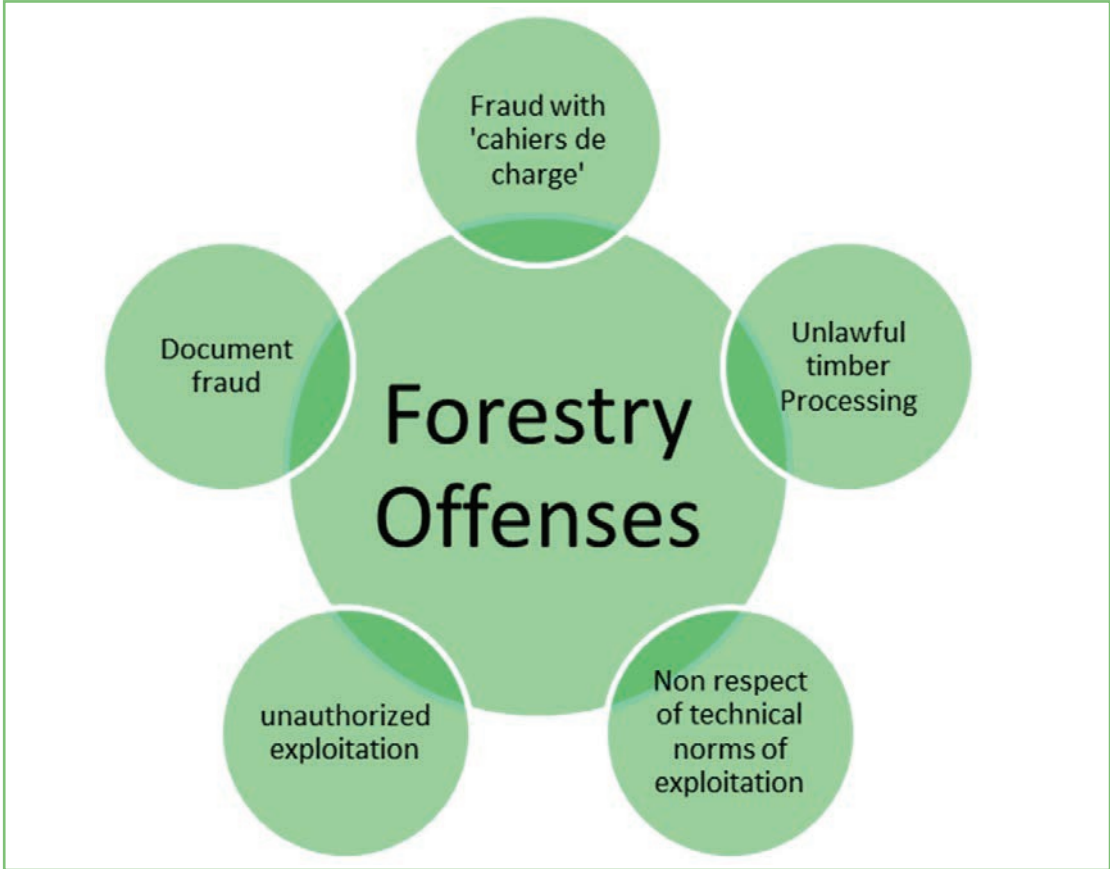 Fraud with
'cahiers de
charge'
Unlawful
timber
Processing
Non respect
of technical
norms of
exploitation
unauthorized
exploitation
Document
fraud
Forestry
Offenses